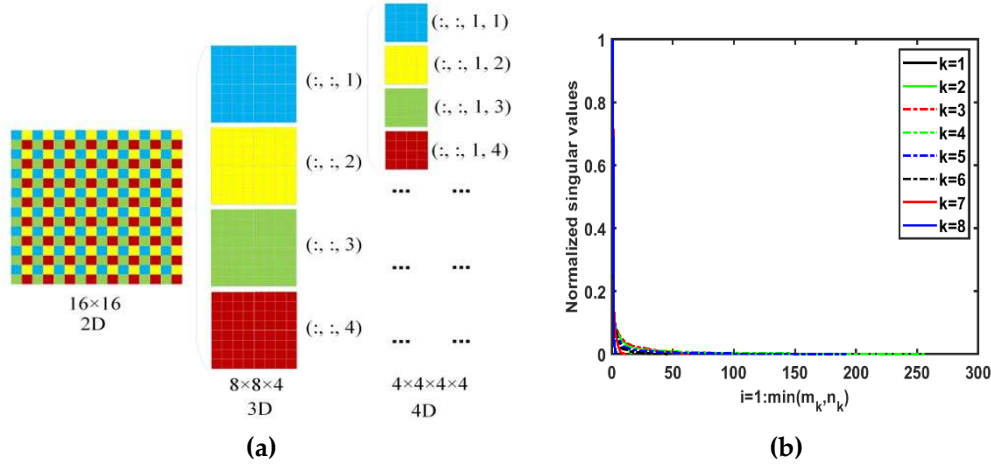 (:, :, 1)
(:, :, 2)
(:, :, 3)
(:, :, 4)
(:, :, 1, 1)
(:, :, 1, 2)
(:, :, 1, 3)
(:, :, 1, 4)
... ...
... ...
... ...
16×16
2D
8×8×4
3D
4×4×4×4
4D
(a)
Normalized singular values
1
0.8
0.6
0.4
0.2
0
0 50 100 150 200 250 300
i=1:min(m_k,n_k)
k=1
k=2
k=3
k=4
k=5
k=6
k=7
k=8
(b)